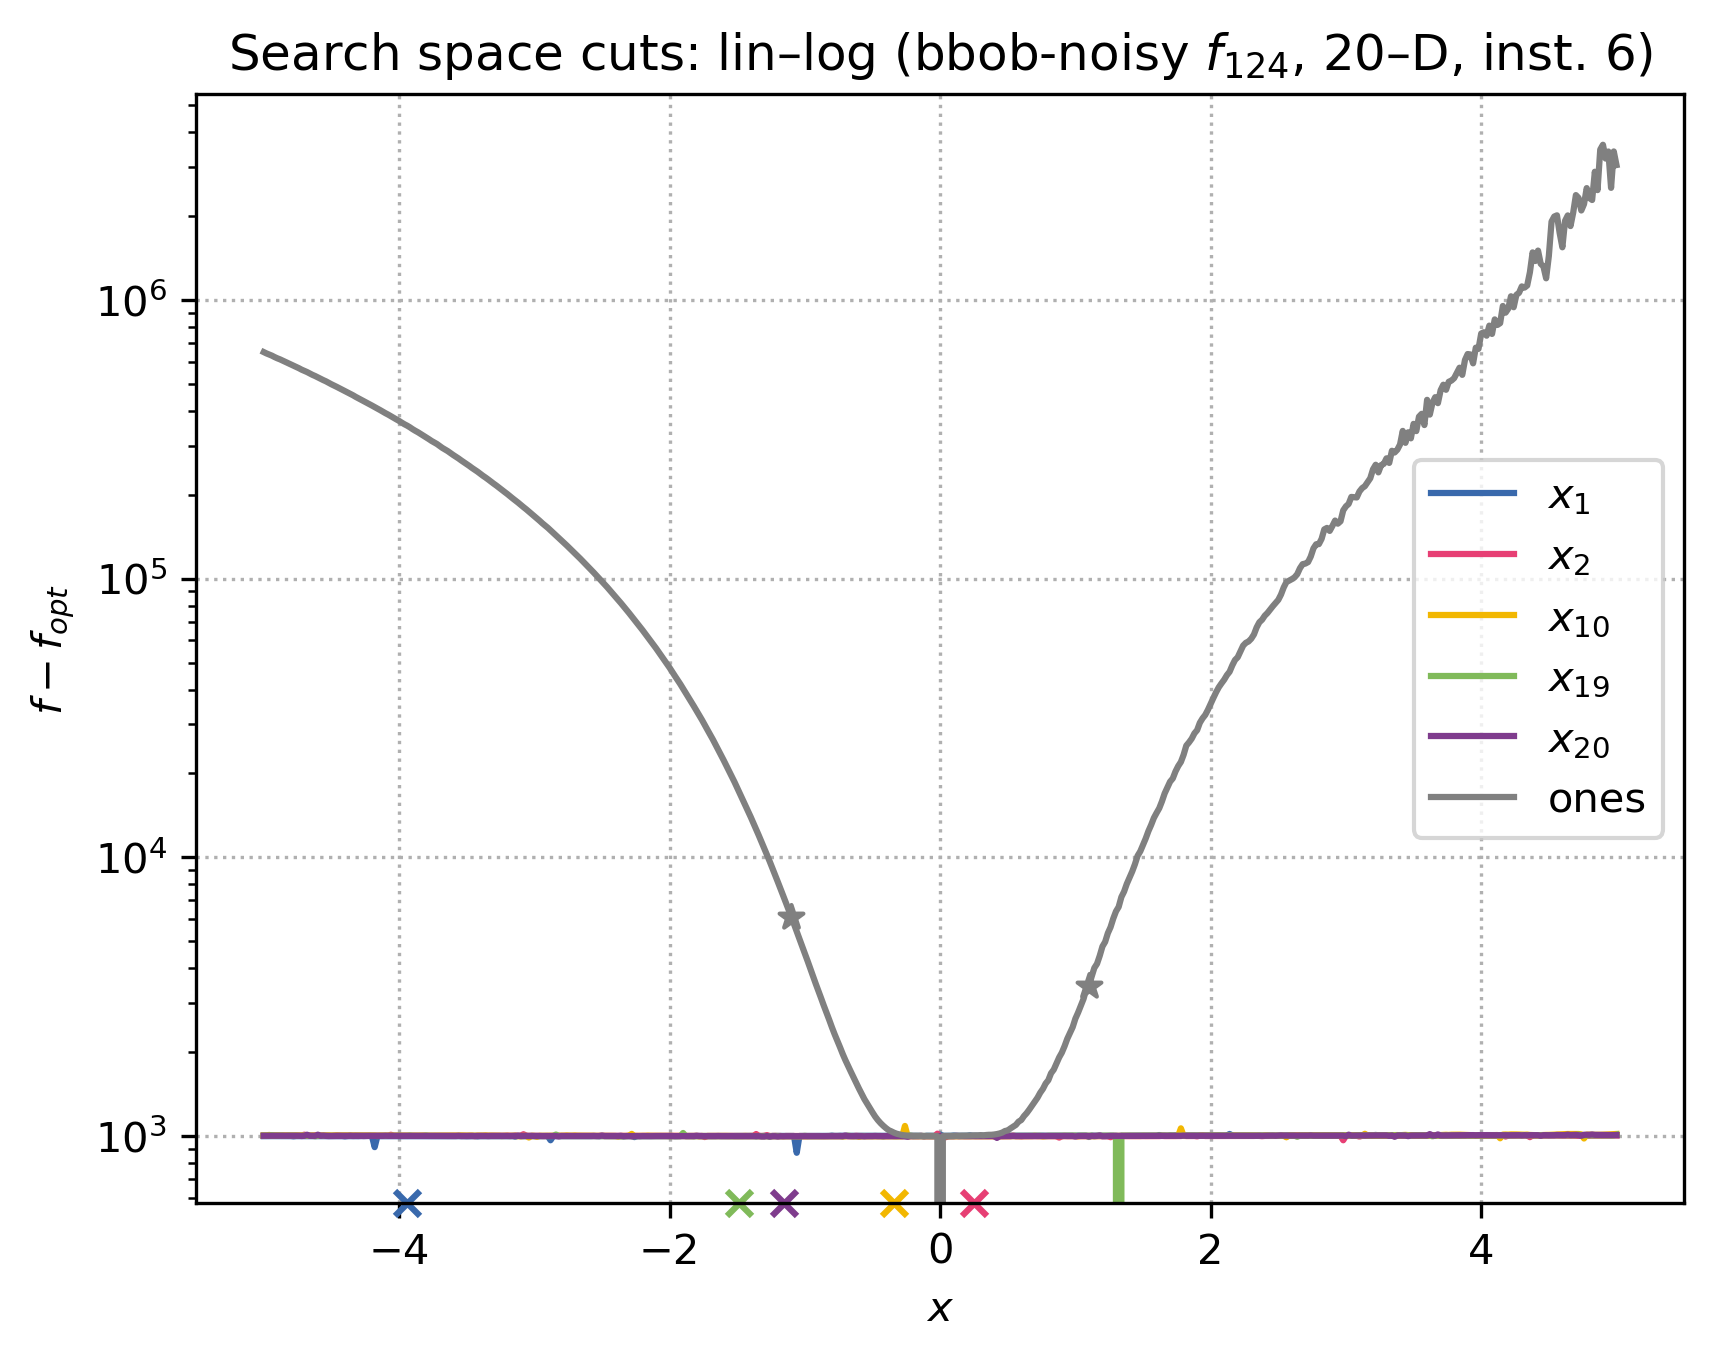 Search space cuts: lin–log (bbob-noisy f124, 20–D, inst. 6)
f − fopt
10^6
10^5
10^4
10^3
x1
x2
x10
x19
x20
ones
−4 −2 0 2 4
x